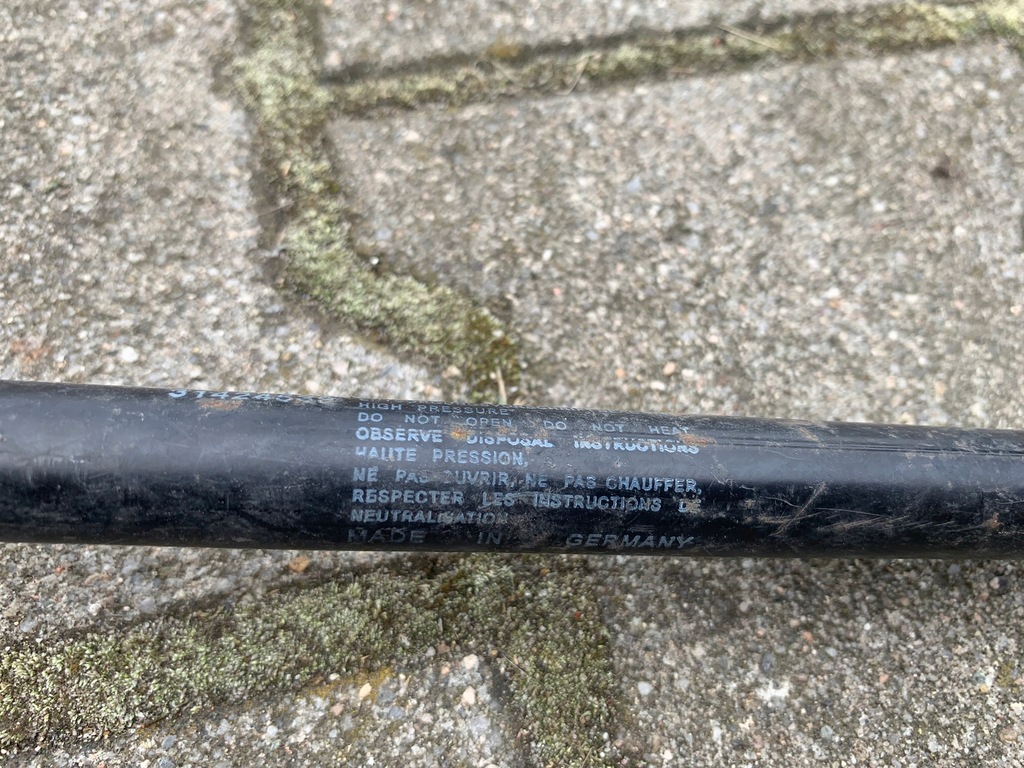 HIGH PRESSURE
DO NOT OPEN, DO NOT HEAT
OBSERVE DISPOSAL INSTRUCTIONS
HAUTE PRESSION,
NE PAS OUVRIR, NE PAS CHAUFFER,
RESPECTER LES INSTRUCTIONS DE
NEUTRALISATION
MADE IN GERMANY